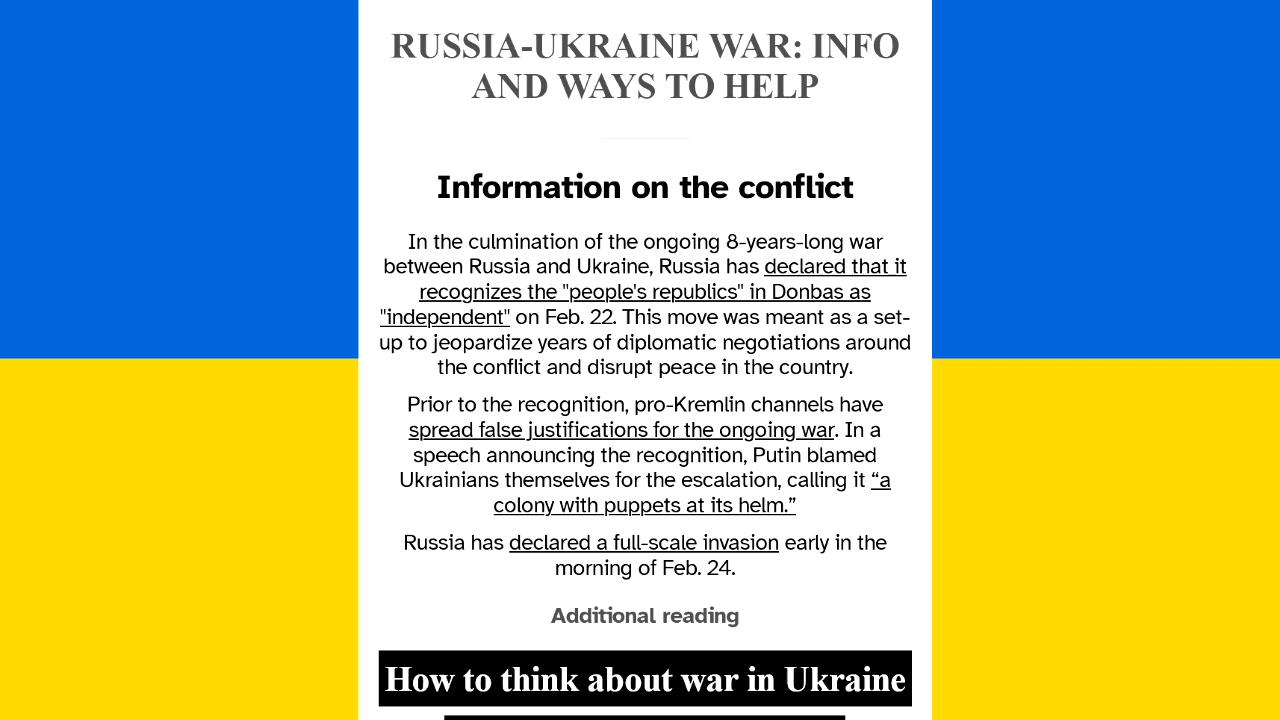 RUSSIA-UKRAINE WAR: INFO
AND WAYS TO HELP
Information on the conflict
In the culmination of the ongoing 8-years-long war
between Russia and Ukraine, Russia has declared that it
recognizes the "people's republics" in Donbas as
"independent" on Feb. 22. This move was meant as a set-
up to jeopardize years of diplomatic negotiations around
the conflict and disrupt peace in the country.
Prior to the recognition, pro-Kremlin channels have
spread false justifications for the ongoing war. In a
speech announcing the recognition, Putin blamed
Ukrainians themselves for the escalation, calling it “a
colony with puppets at its helm.”
Russia has declared a full-scale invasion early in the
morning of Feb. 24.
Additional reading
How to think about war in Ukraine